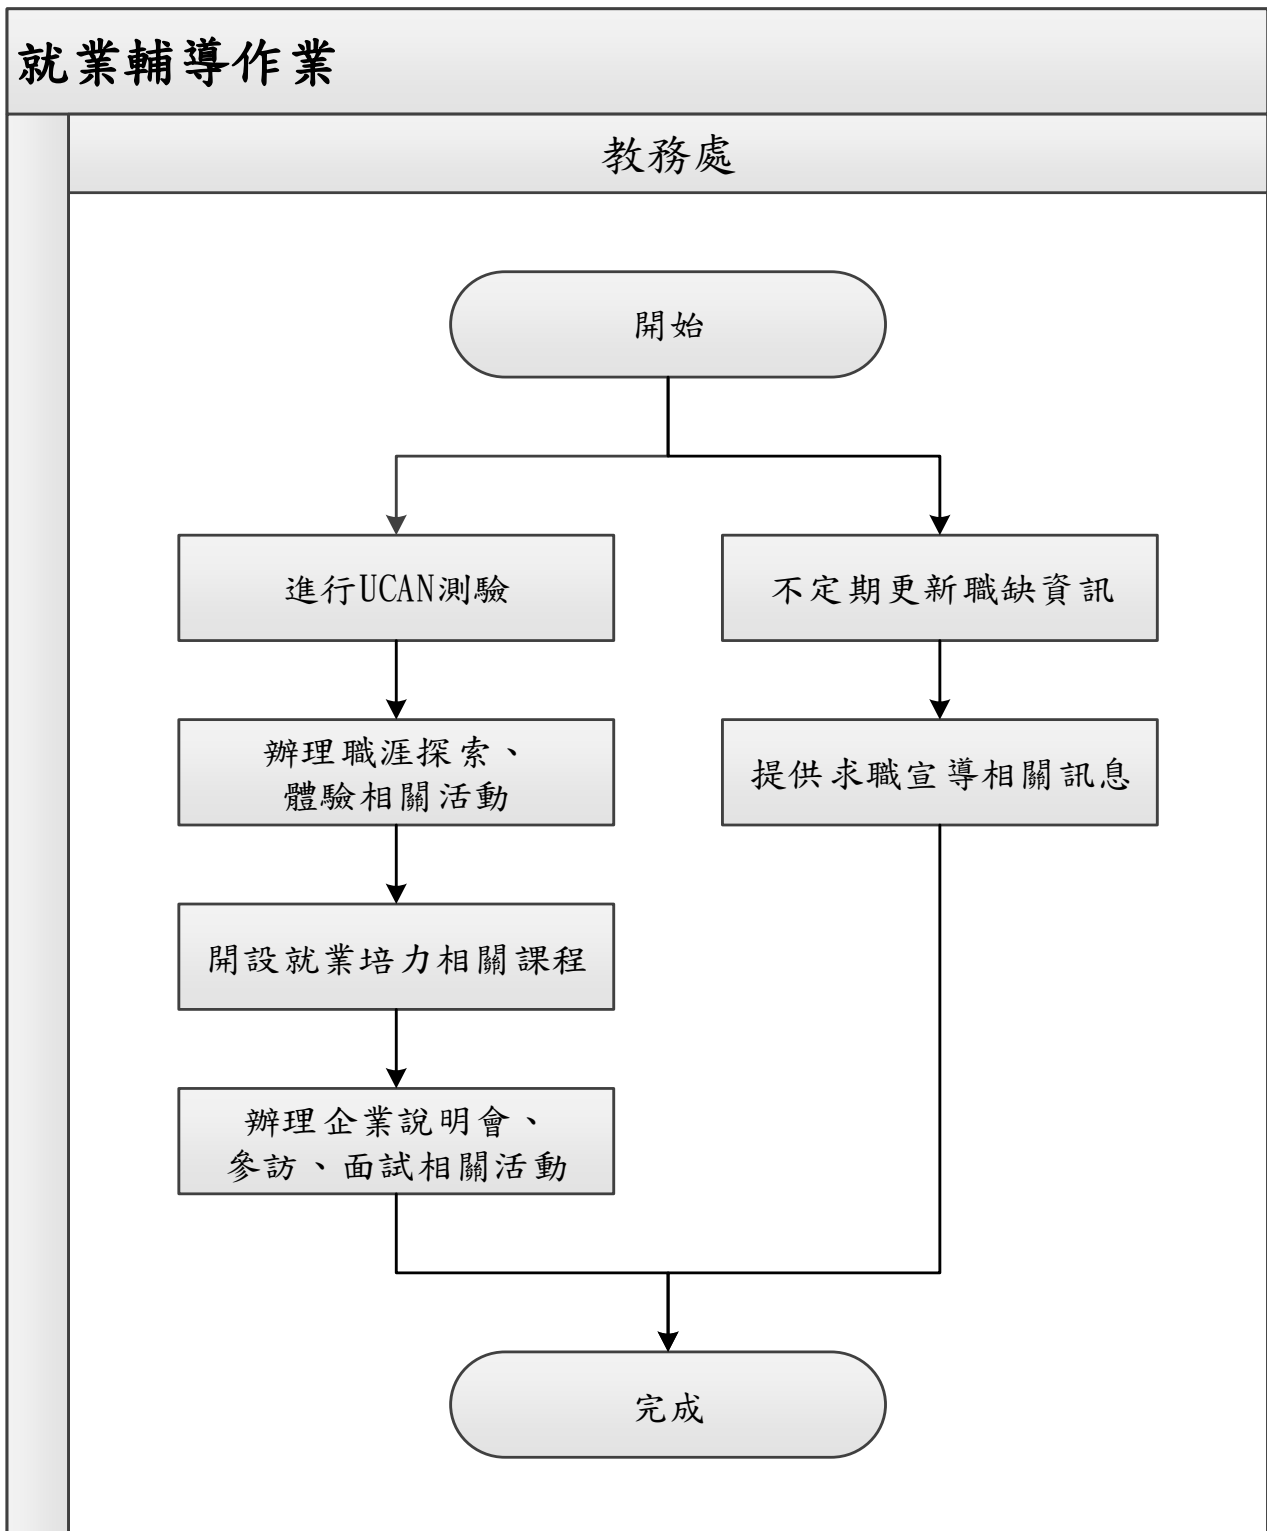 就業輔導作業
教務處
開始
進行UCAN測驗
不定期更新職缺資訊
辦理職涯探索、
體驗相關活動
提供求職宣導相關訊息
開設就業培力相關課程
辦理企業說明會、
參訪、面試相關活動
完成